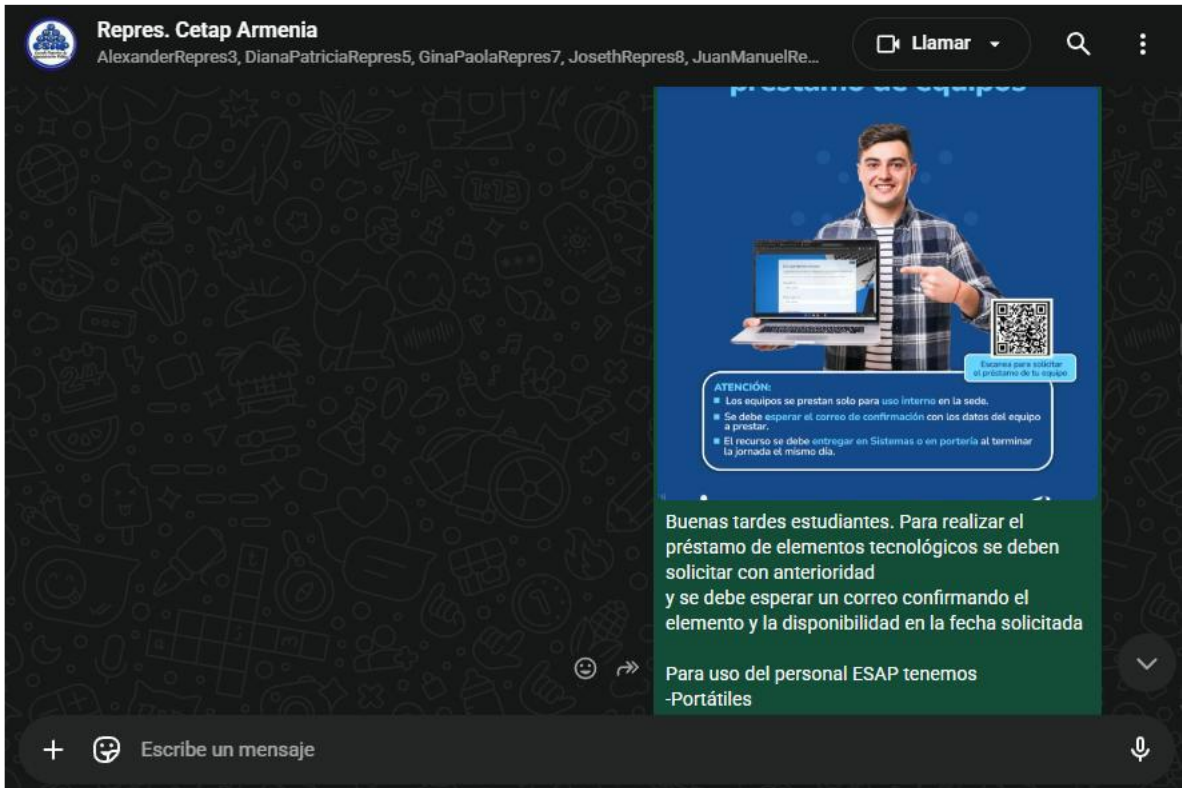 Repres. Cetap Armenia
AlexanderRepres3, DianaPatriciaRepres5, GinaPaolaRepres7, JosethRepres8, JuanManuelRe...
Llamar
préstamo de equipos
Escanea para solicitar
el préstamo de tu equipo
ATENCIÓN:
Los equipos se prestan solo para uso interno en la sede.
Se debe esperar el correo de confirmación con los datos del equipo
a prestar.
El recurso se debe entregar en Sistemas o en portería al terminar
la jornada el mismo día.
Buenas tardes estudiantes. Para realizar el
préstamo de elementos tecnológicos se deben
solicitar con anterioridad
y se debe esperar un correo confirmando el
elemento y la disponibilidad en la fecha solicitada
Para uso del personal ESAP tenemos
-Portátiles
Escribe un mensaje